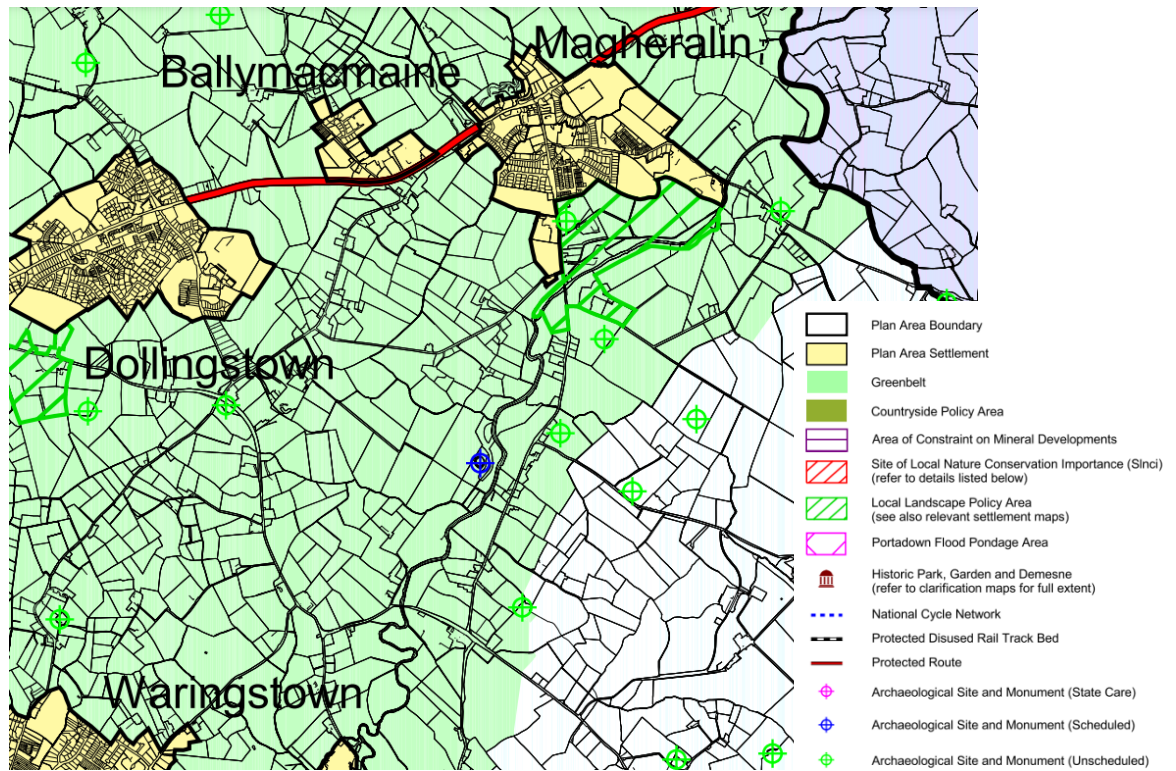 Magheralin
Ballymacmaine
Dollingstown
Waringstown
Plan Area Boundary
Plan Area Settlement
Greenbelt
Countryside Policy Area
Area of Constraint on Mineral Developments
Site of Local Nature Conservation Importance (Slnci)
(refer to details listed below)
Local Landscape Policy Area
(see also relevant settlement maps)
Portadown Flood Pondage Area
Historic Park, Garden and Demesne
(refer to clarification maps for full extent)
National Cycle Network
Protected Disused Rail Track Bed
Protected Route
Archaeological Site and Monument (State Care)
Archaeological Site and Monument (Scheduled)
Archaeological Site and Monument (Unscheduled)